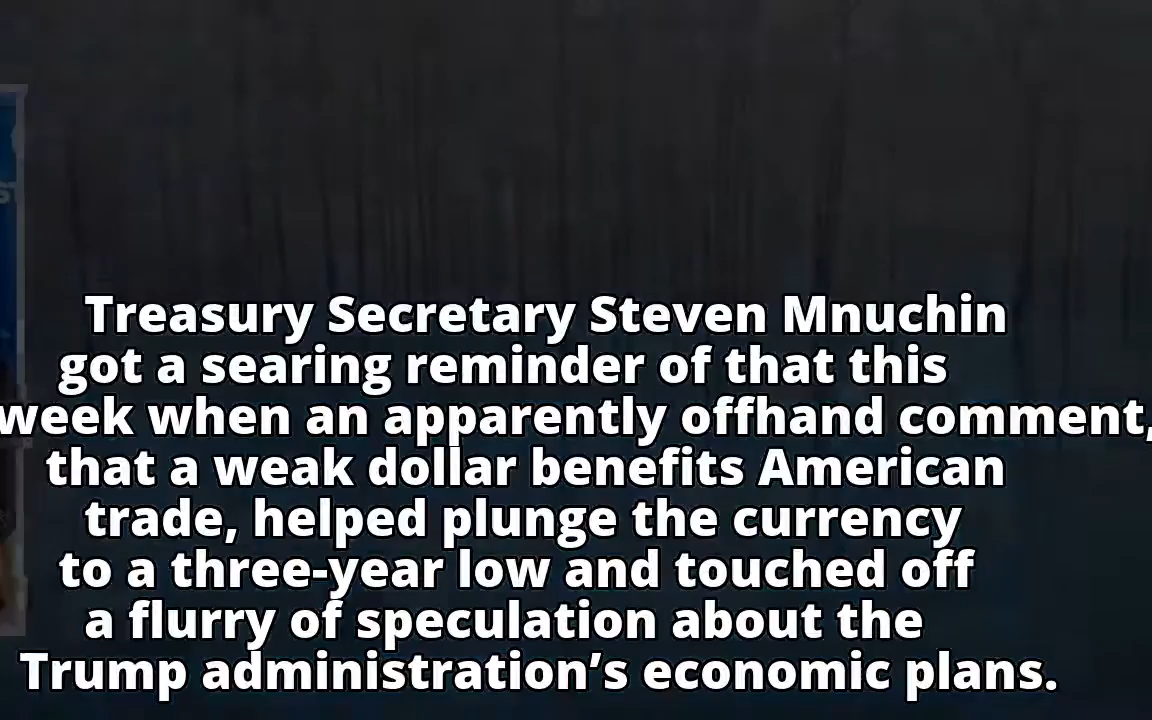 Treasury Secretary Steven Mnuchin
got a searing reminder of that this
week when an apparently offhand comment,
that a weak dollar benefits American
trade, helped plunge the currency
to a three-year low and touched off
a flurry of speculation about the
Trump administration’s economic plans.